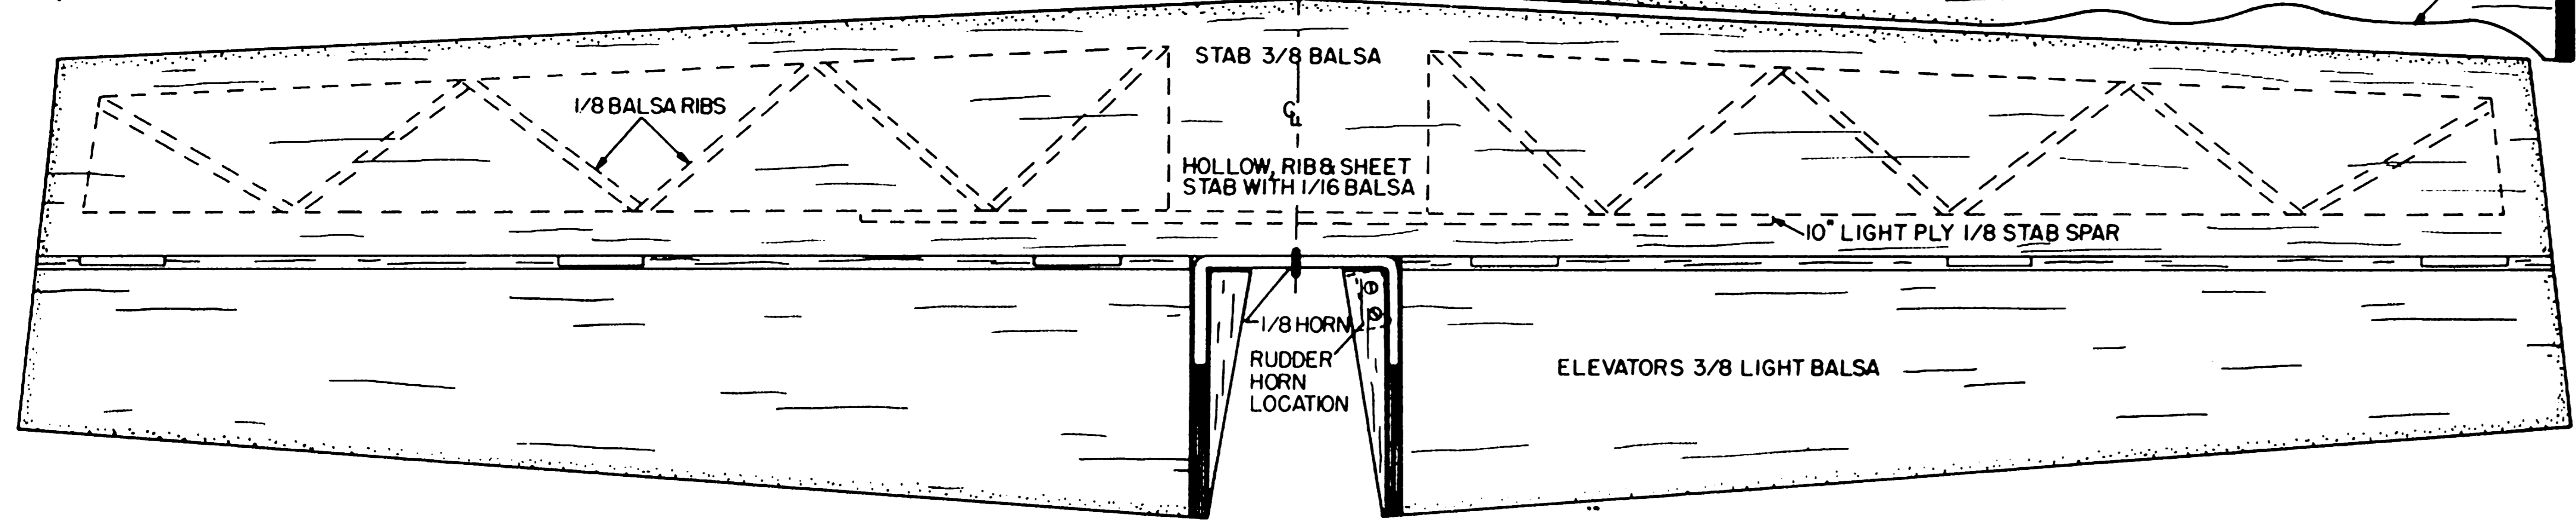 STAB 3/8 BALSA
1/8 BALSA RIBS
℄
HOLLOW, RIB & SHEET
STAB WITH 1/16 BALSA
10" LIGHT PLY 1/8 STAB SPAR
1/8 HORN
RUDDER
HORN
LOCATION
ELEVATORS 3/8 LIGHT BALSA